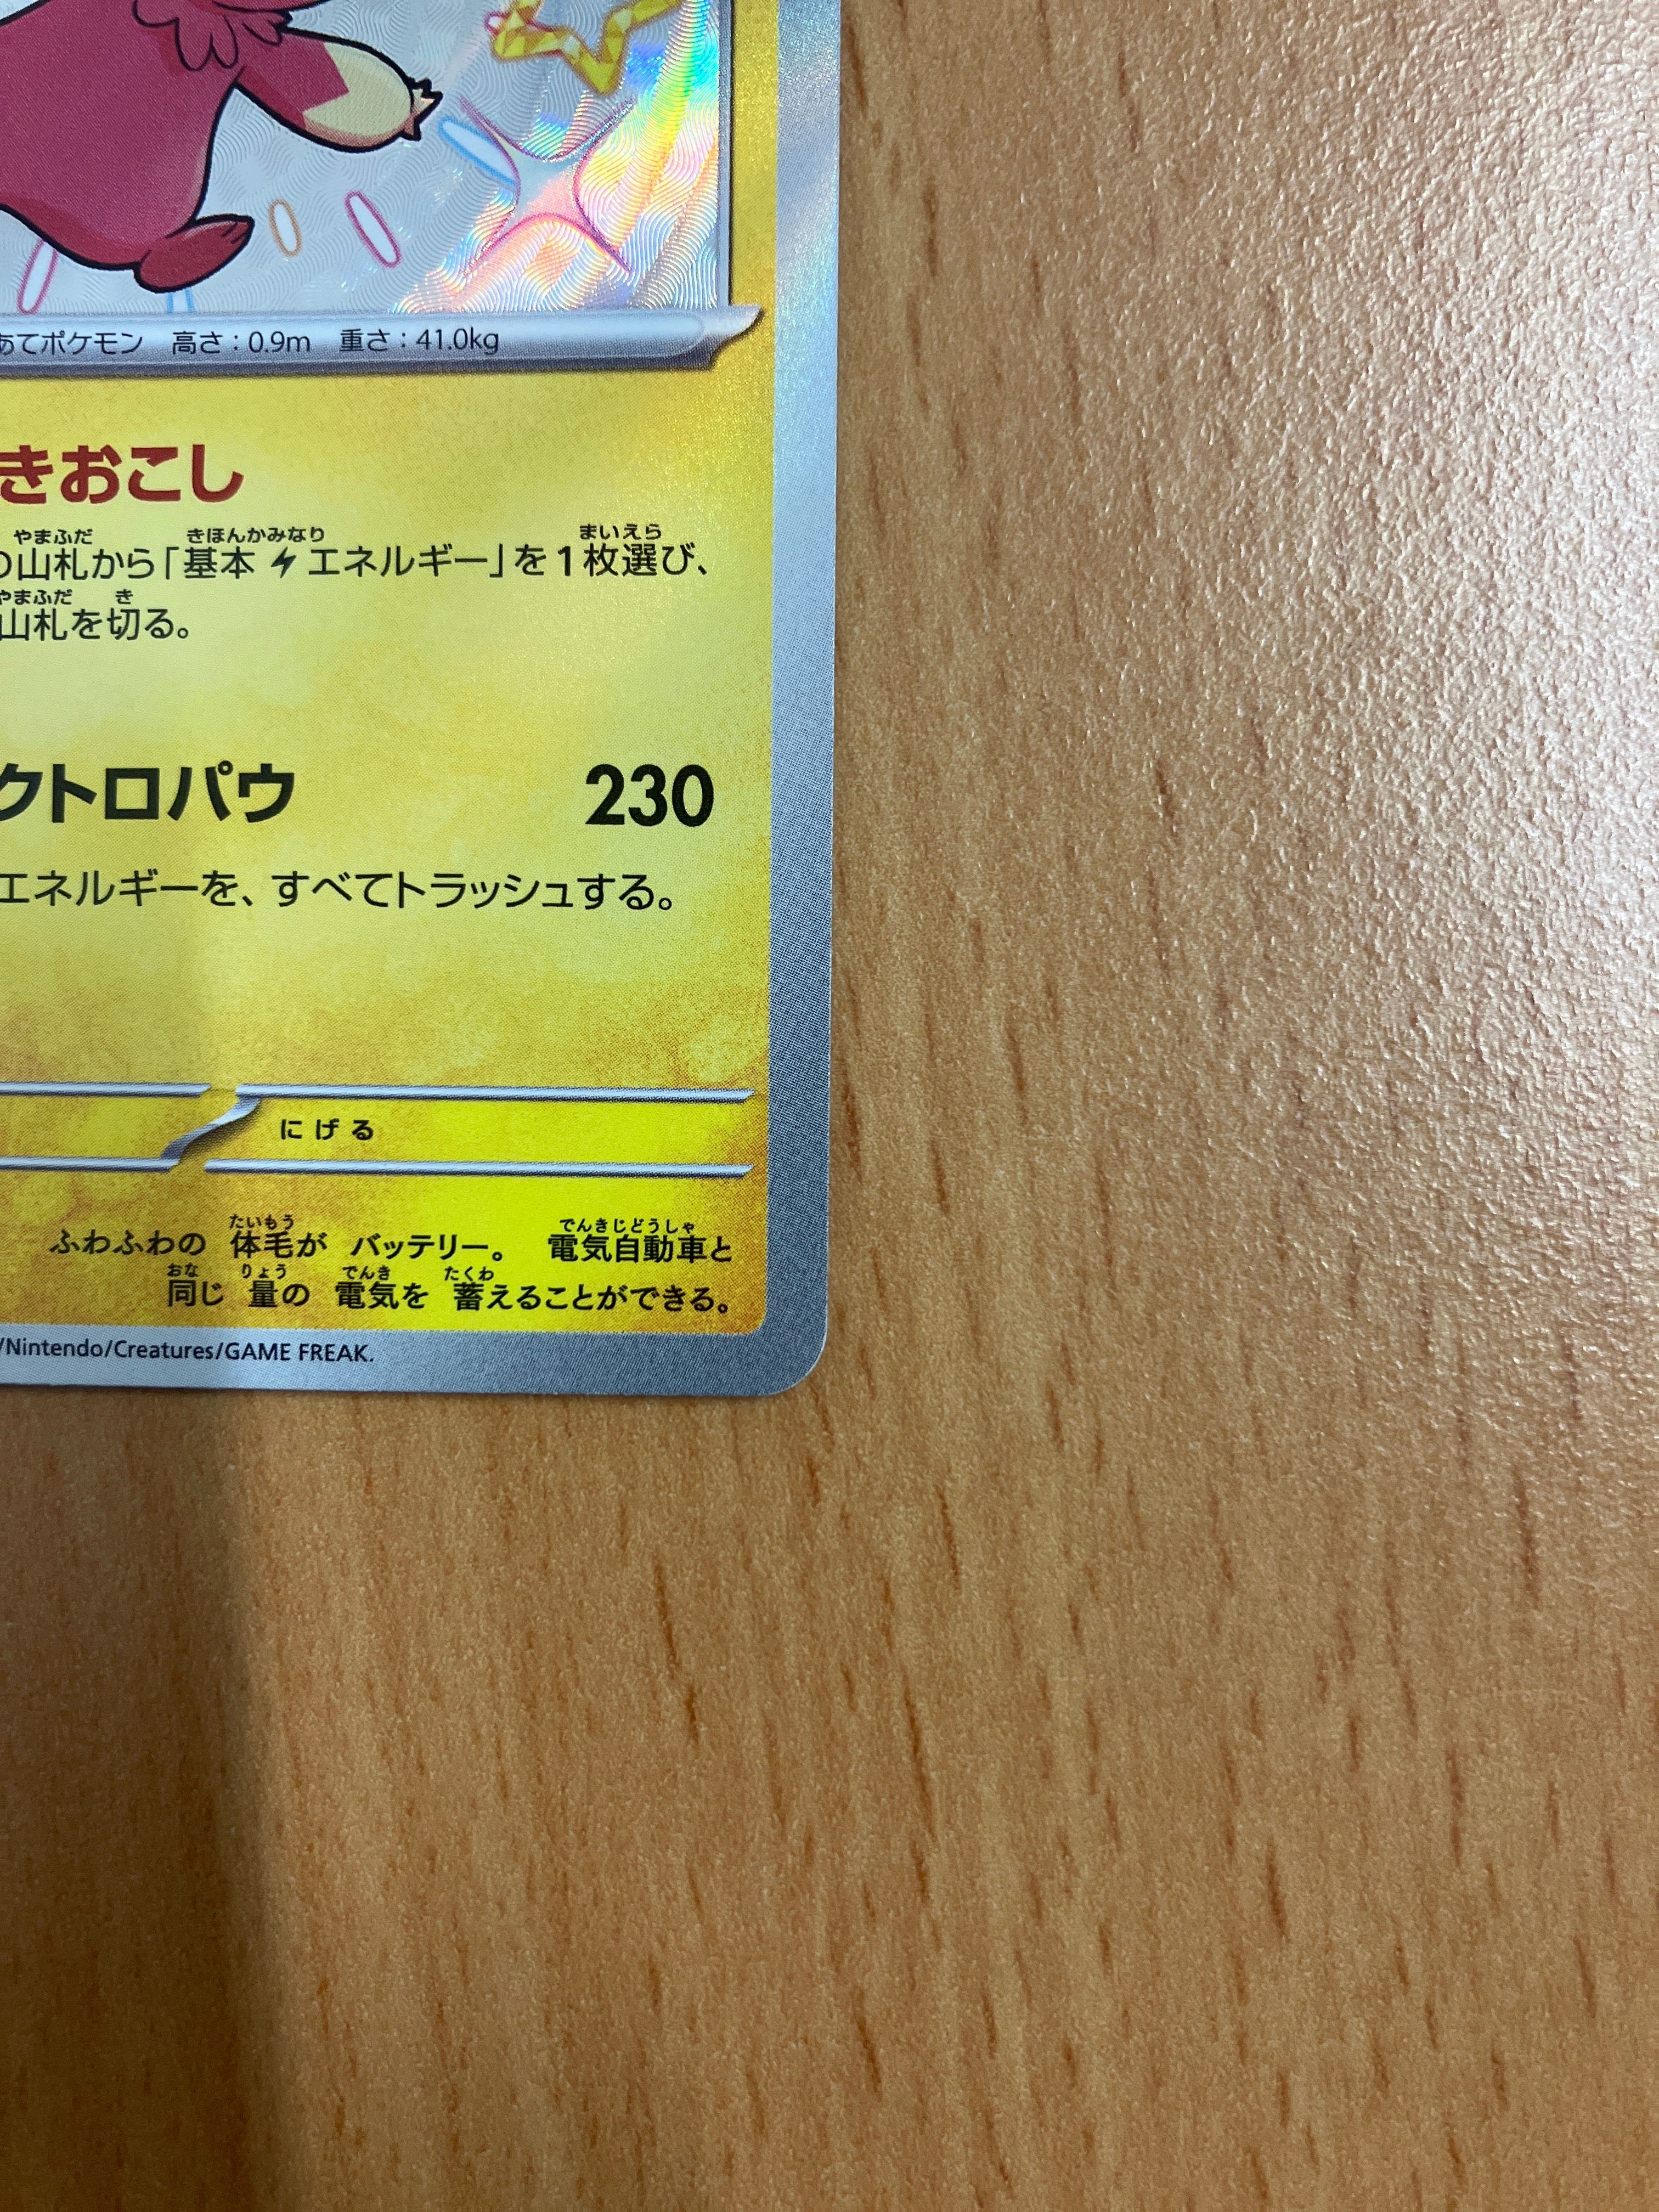 あてポケモン 高さ:0.9m 重さ:41.0kg
きおこし
やまふだ きほんかみなり まいえら
の山札から「基本エネルギー」を1枚選び、
やまふだ き
山札を切る。
クトロパウ 230
エネルギーを、すべてトラッシュする。
にげる
たいもう でんきじどうしゃ
ふわふわの 体毛が バッテリー。 電気自動車と
おな りょう でんき たくわ
同じ 量の 電気を 蓄えることができる。
/Nintendo/Creatures/GAME FREAK.